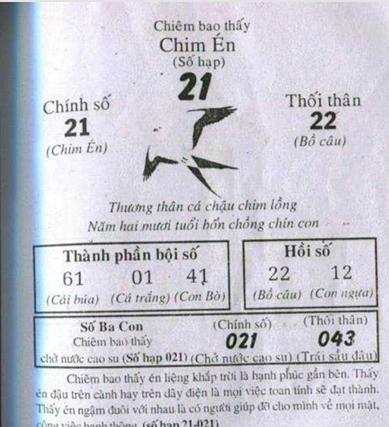 Chiêm bao thấy
Chim Én
(Số hạp)
21
Chính số
21
(Chim Én)
Thối thân
22
(Bồ câu)
Thương thân cá chậu chim lồng
Năm hai mươi tuổi bốn chồng chín con
Thành phần bội số
61 01 41
(Cái búa) (Cá trắng) (Con Bò)
Hồi số
22 12
(Bồ câu) (Con ngựa)
Số Ba Con (Chính số) (Thối thân)
Chiêm bao thấy 021 043
chở nước cao su (Số hạp 021) (Chở nước cao su) (Trái sầu đâu)
Chiêm bao thấy én liệng khắp trời là hạnh phúc gần bên. Thấy
én đậu trên cành hay trên dây điện là mọi việc toan tính sẽ đạt thành.
Thấy én ngậm đuôi với nhau là có người giúp đỡ cho mình về mọi mặt,
công việc hanh thông. (số hạp 21-021)